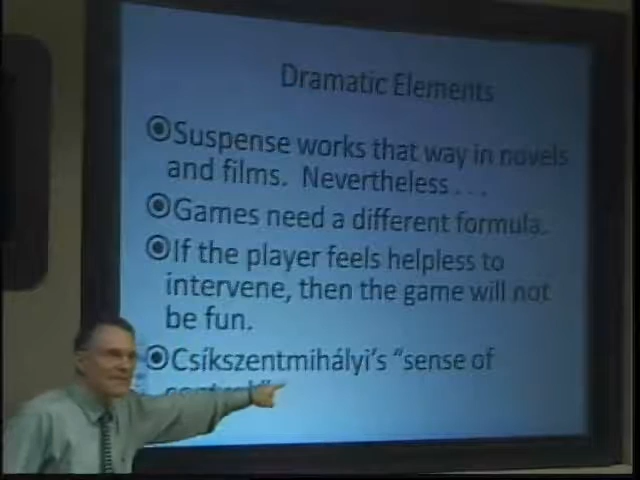 Dramatic Elements
Suspense works that way in novels
and films. Nevertheless . . .
Games need a different formula.
If the player feels helpless to
intervene, then the game will not
be fun.
Csíkszentmihályi's "sense of
control"